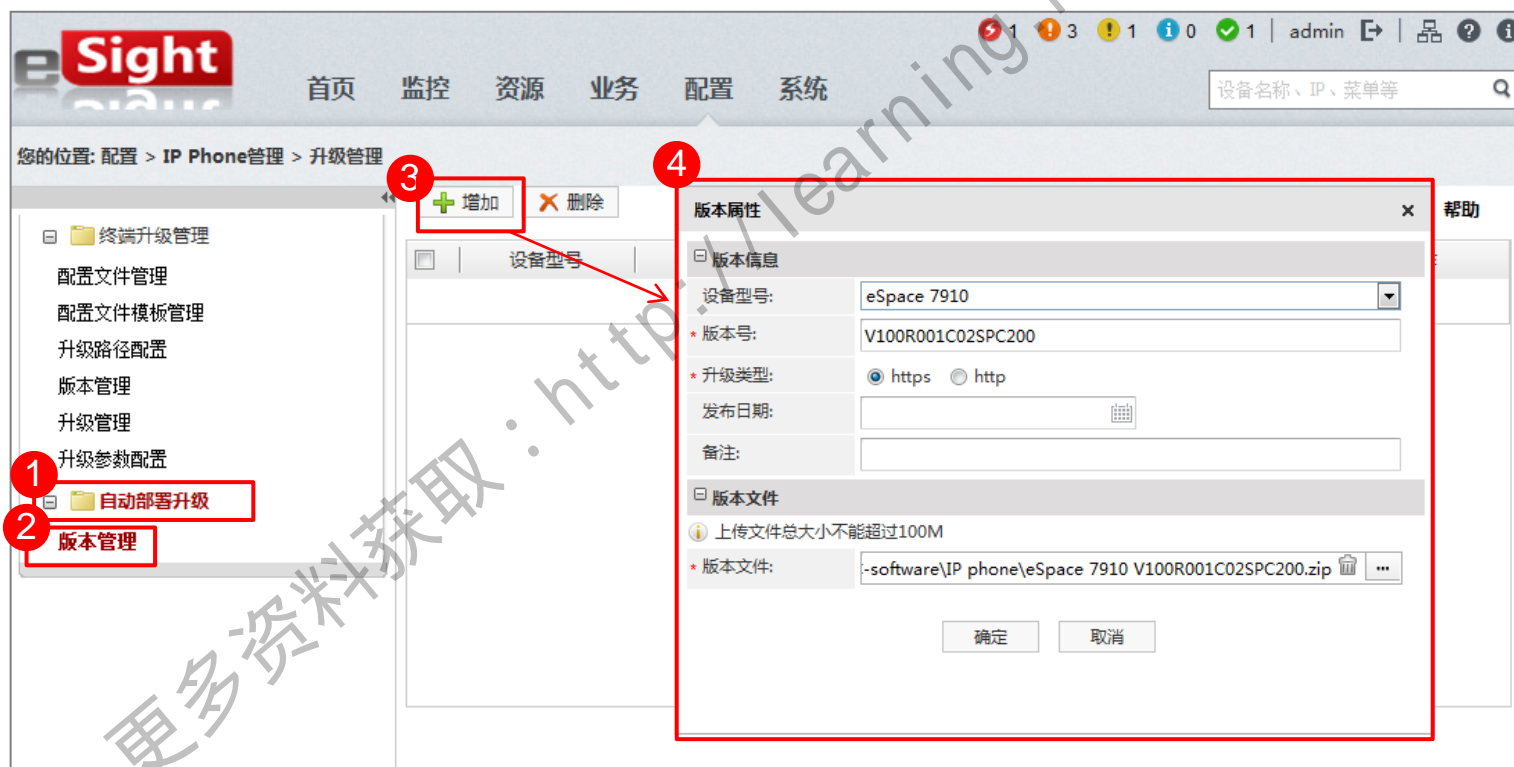 eSight
1 3 1 0 1 | admin
首页 监控 资源 业务 配置 系统
设备名称、IP、菜单等
您的位置: 配置 > IP Phone管理 > 升级管理
3
4
增加 删除
版本属性 × 帮助
终端升级管理
设备型号
版本信息
配置文件管理
设备型号: eSpace 7910
配置文件模板管理
* 版本号: V100R001C02SPC200
升级路径配置
* 升级类型: https http
版本管理
发布日期:
升级管理
备注:
升级参数配置
1
自动部署升级
版本文件
2
版本管理
上传文件总大小不能超过100M
* 版本文件: :-software\IP phone\eSpace 7910 V100R001C02SPC200.zip ...
确定 取消
更多资料获取:http://learning